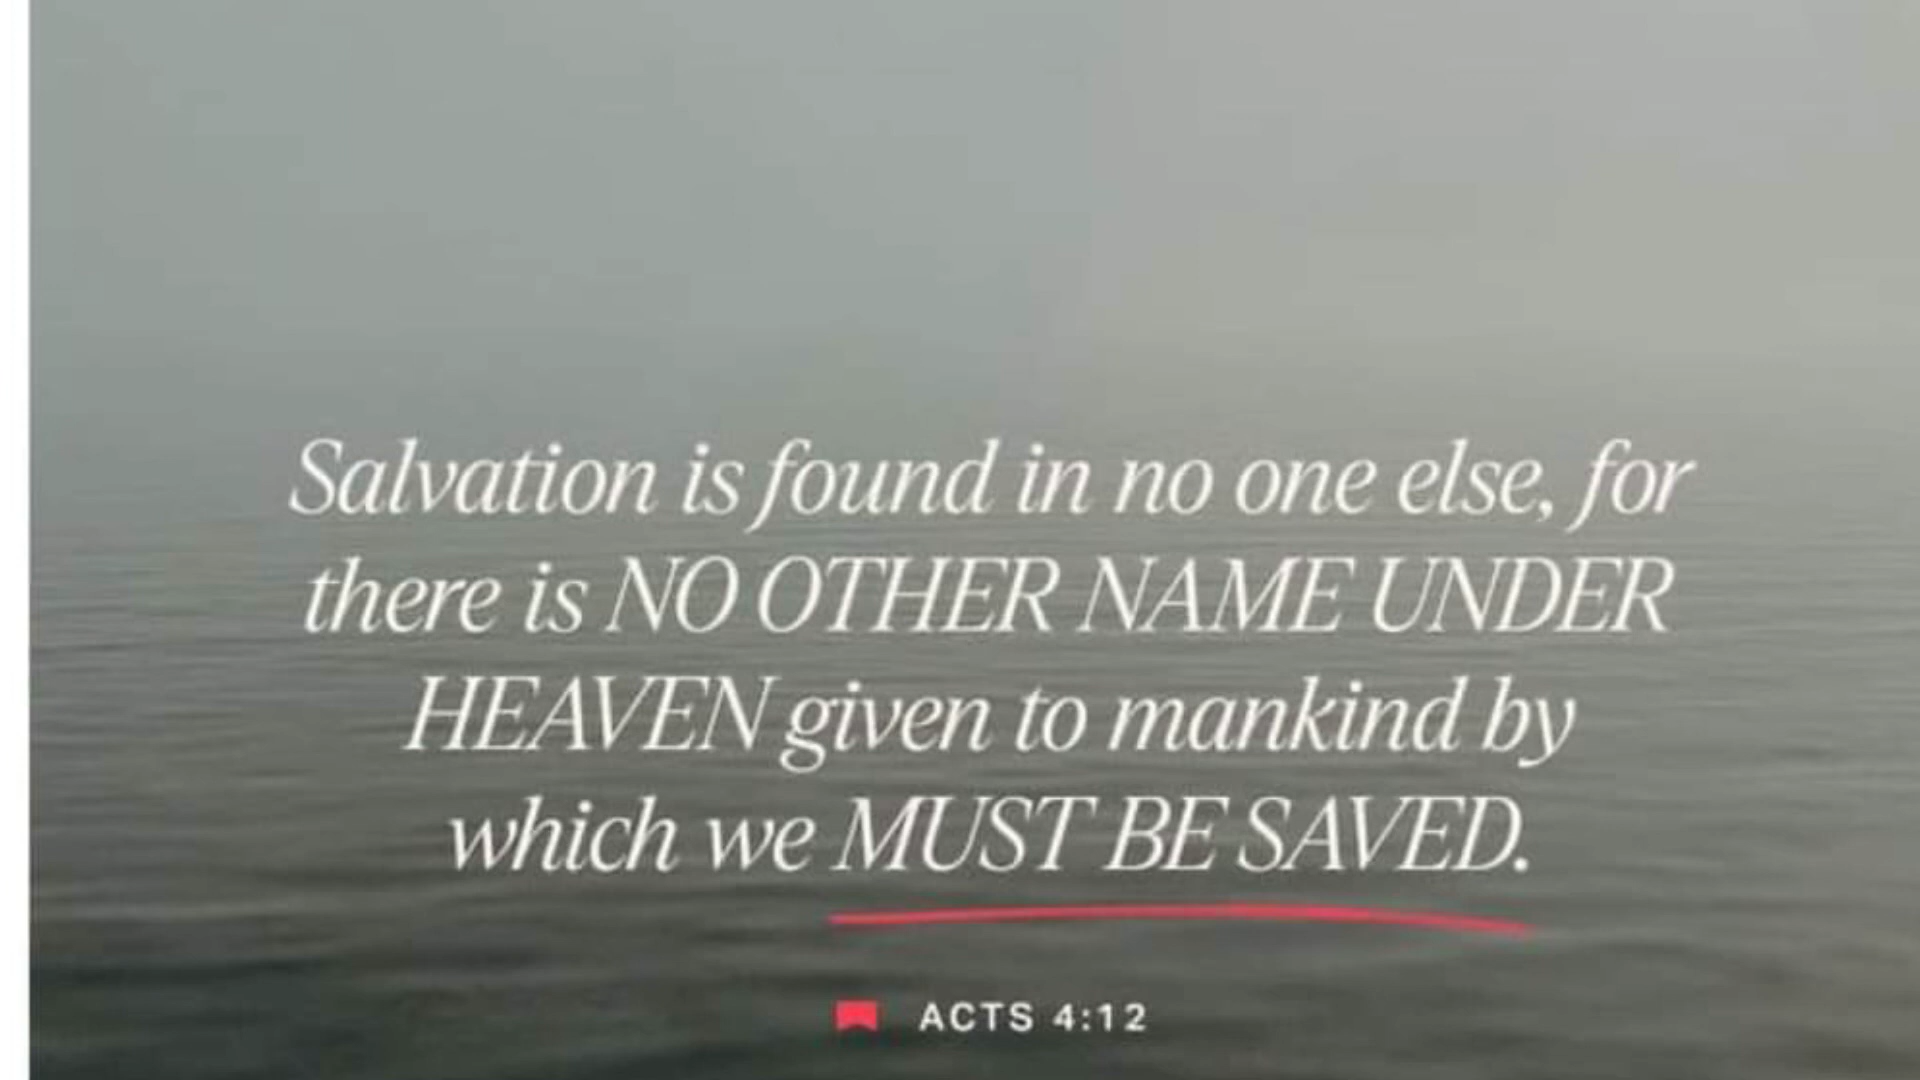 Salvation is found in no one else, for
there is NO OTHER NAME UNDER
HEAVEN given to mankind by
which we MUST BE SAVED.
ACTS 4:12